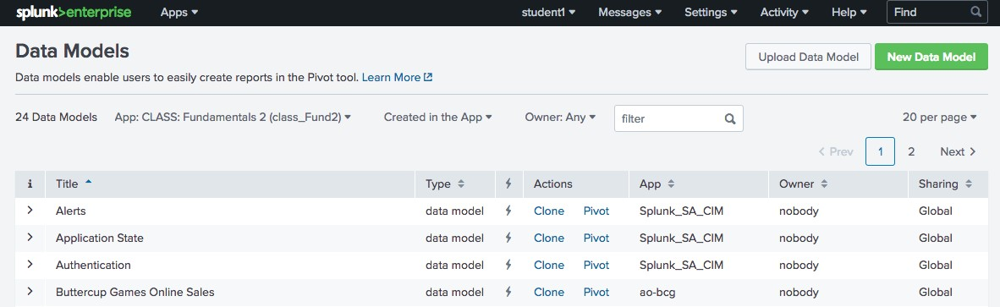 splunk>enterprise Apps student1 Messages Settings Activity Help Find
Data Models
Upload Data Model New Data Model
Data models enable users to easily create reports in the Pivot tool. Learn More
24 Data Models App: CLASS: Fundamentals 2 (class_Fund2) Created in the App Owner: Any filter 20 per page
< Prev 1 2 Next >
i Title Type Actions App Owner Sharing
> Alerts data model Clone Pivot Splunk_SA_CIM nobody Global
> Application State data model Clone Pivot Splunk_SA_CIM nobody Global
> Authentication data model Clone Pivot Splunk_SA_CIM nobody Global
> Buttercup Games Online Sales data model Clone Pivot ao-bcg nobody Global